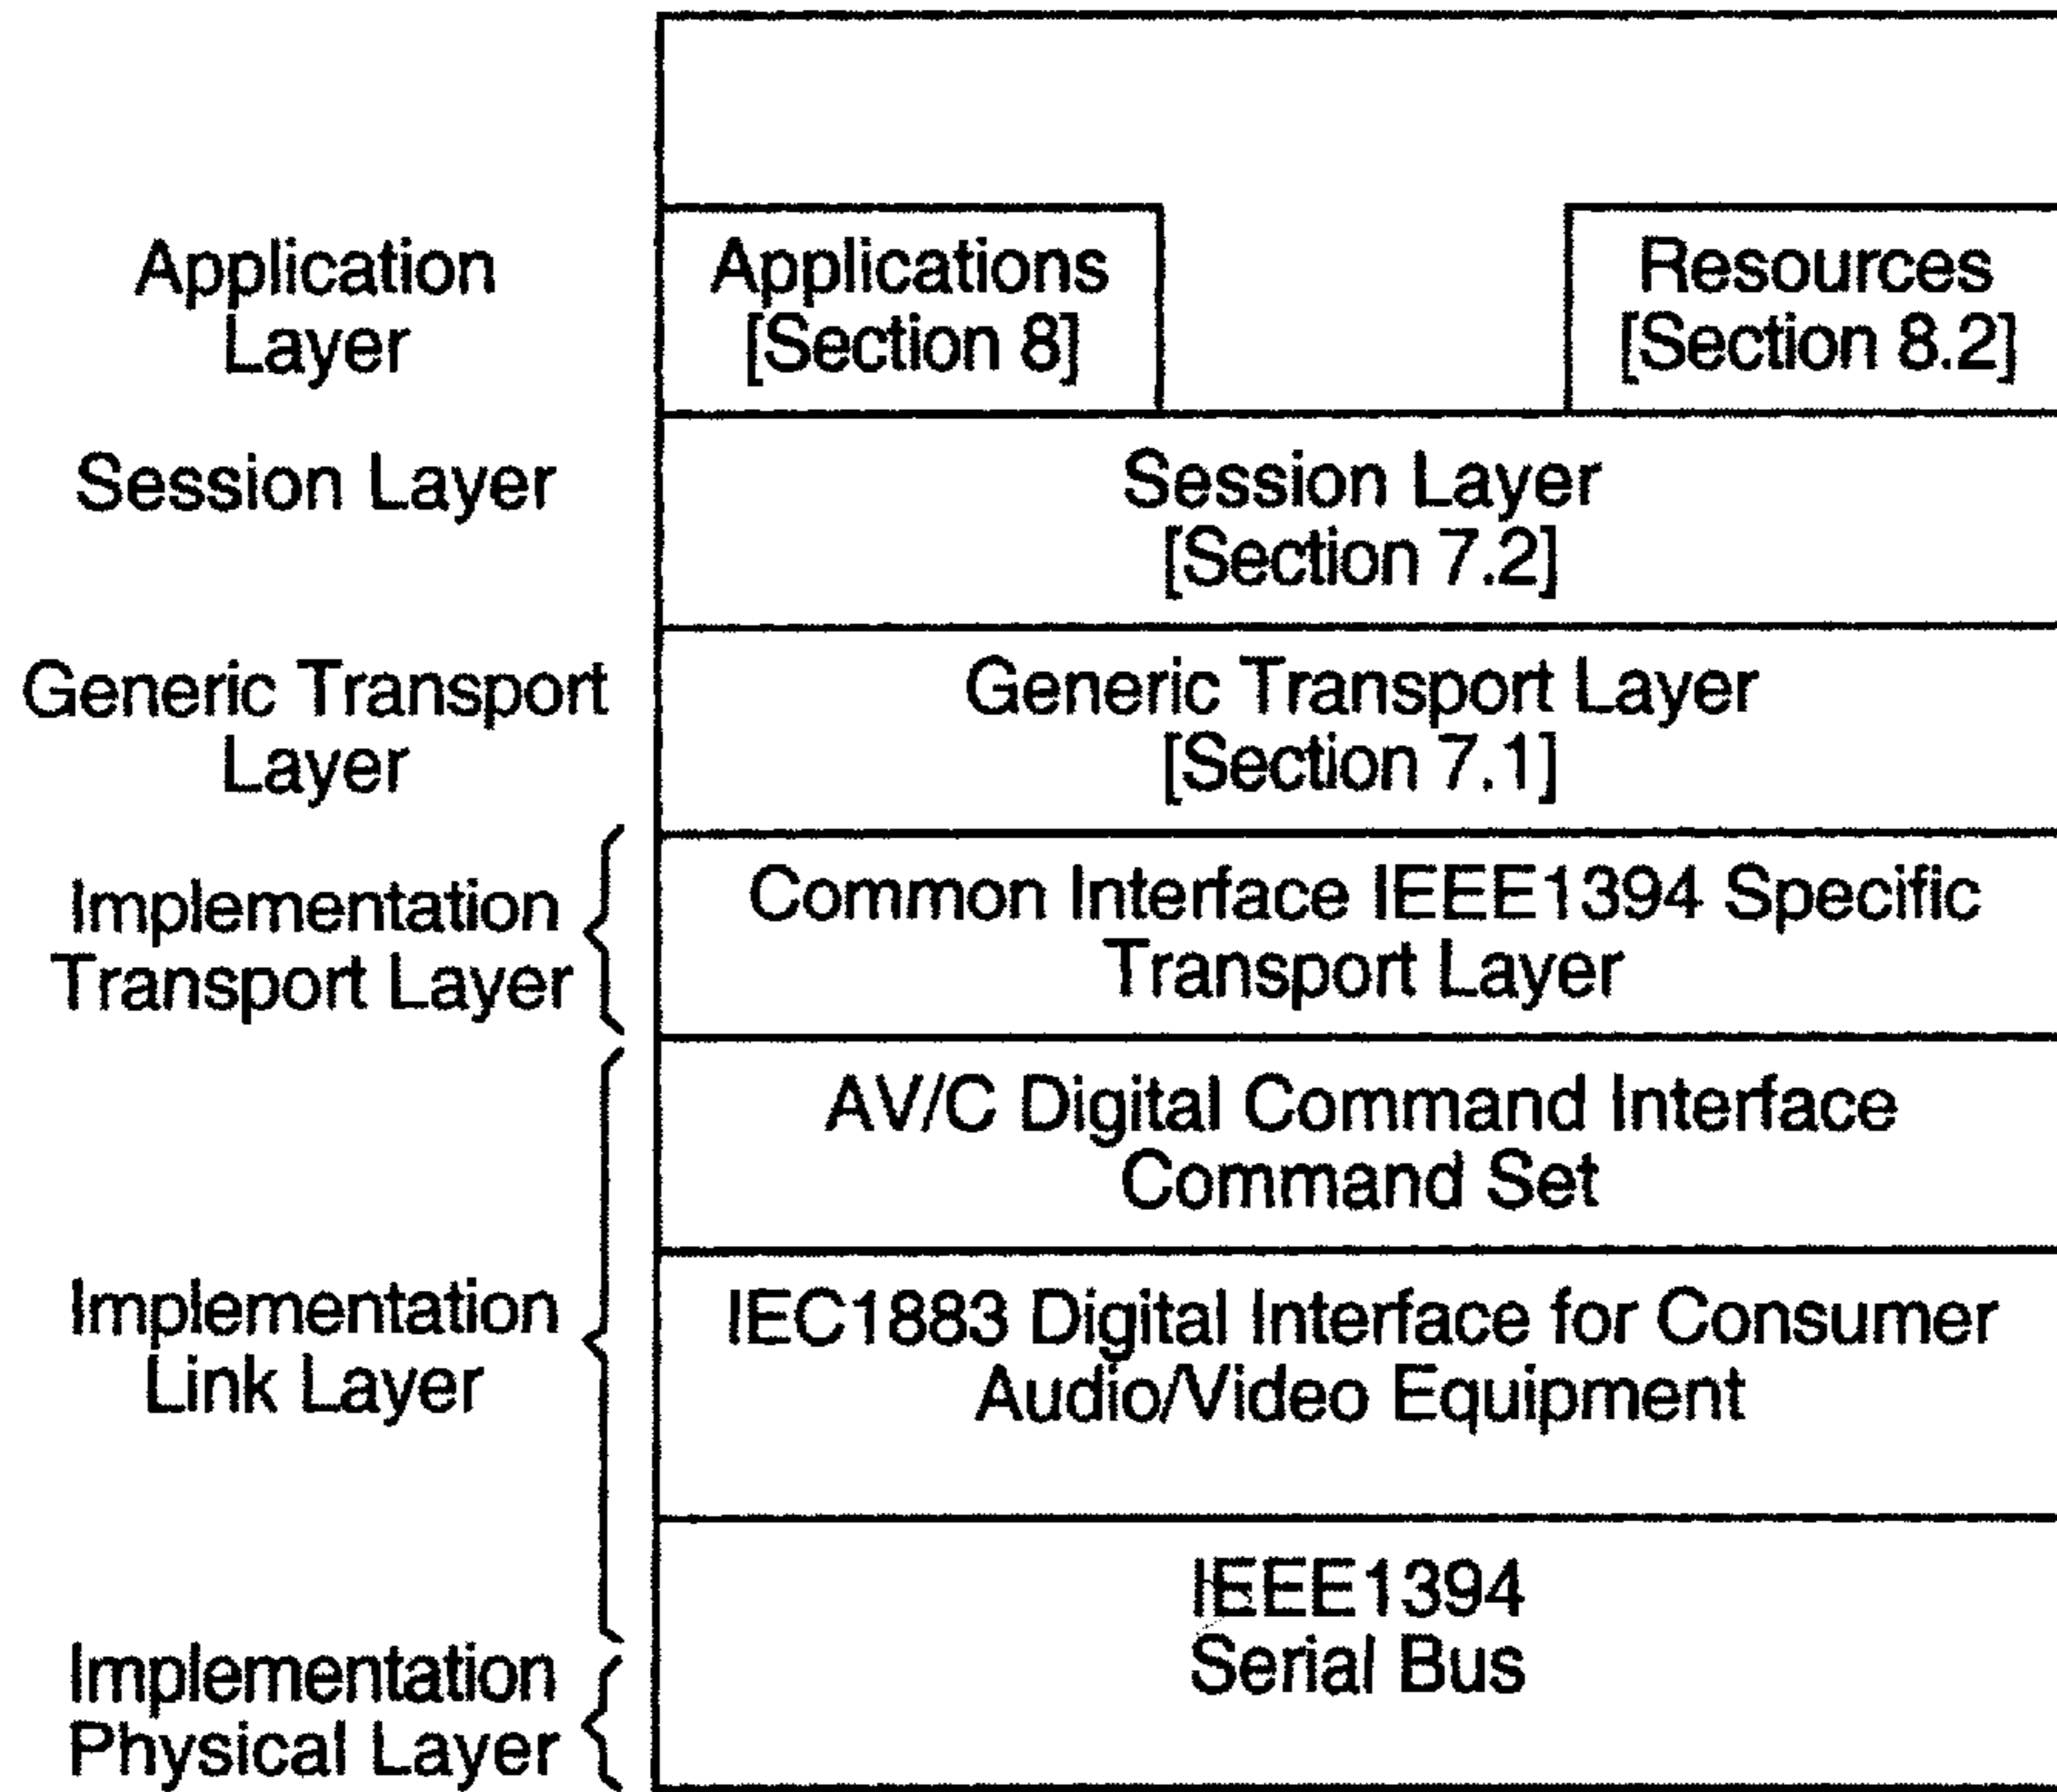 Application
Layer
Applications
[Section 8]
Resources
[Section 8.2]
Session Layer
Session Layer
[Section 7.2]
Generic Transport
Layer
Generic Transport Layer
[Section 7.1]
Implementation
Transport Layer
Common Interface IEEE1394 Specific
Transport Layer
AV/C Digital Command Interface
Command Set
Implementation
Link Layer
IEC1883 Digital Interface for Consumer
Audio/Video Equipment
IEEE1394
Serial Bus
Implementation
Physical Layer